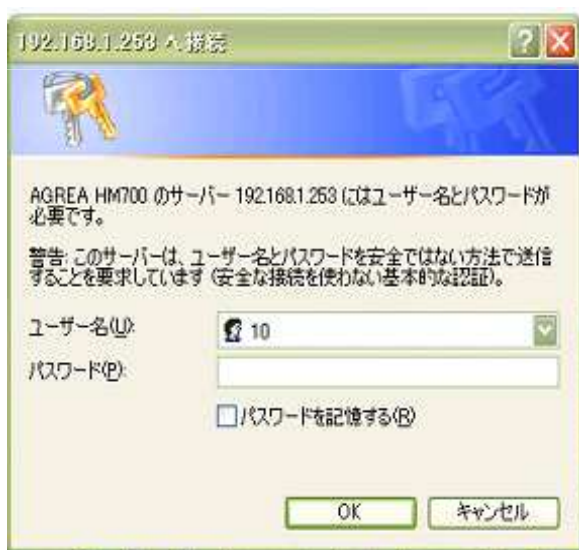 192.168.1.253 へ接続
AGREA HM700 のサーバー 192.168.1.253 にはユーザー名とパスワードが
必要です。
警告: このサーバーは、ユーザー名とパスワードを安全ではない方法で送信
することを要求しています (安全な接続を使わない基本的な認証)。
ユーザー名(U):
10
パスワード(P):
パスワードを記憶する(R)
OK
キャンセル